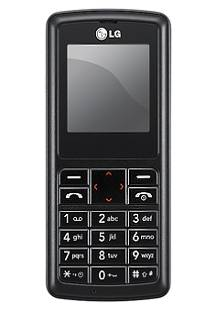 LG
1 2 abc 3 def
4 ghi 5 jkl 6 mno
7 pqrs 8 tuv 9 wxyz
* 0 + #